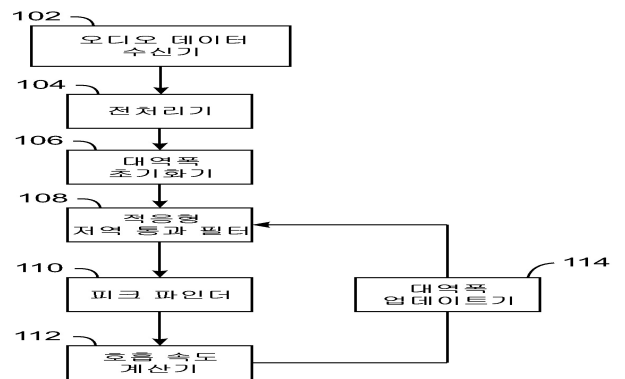 102
오디오 데이터
수신기
104
전처리기
106
대역폭
초기화기
108
적응형
저역 통과 필터
110
피크 파인더
112
호흡 속도
계산기
114
대역폭
업데이트기